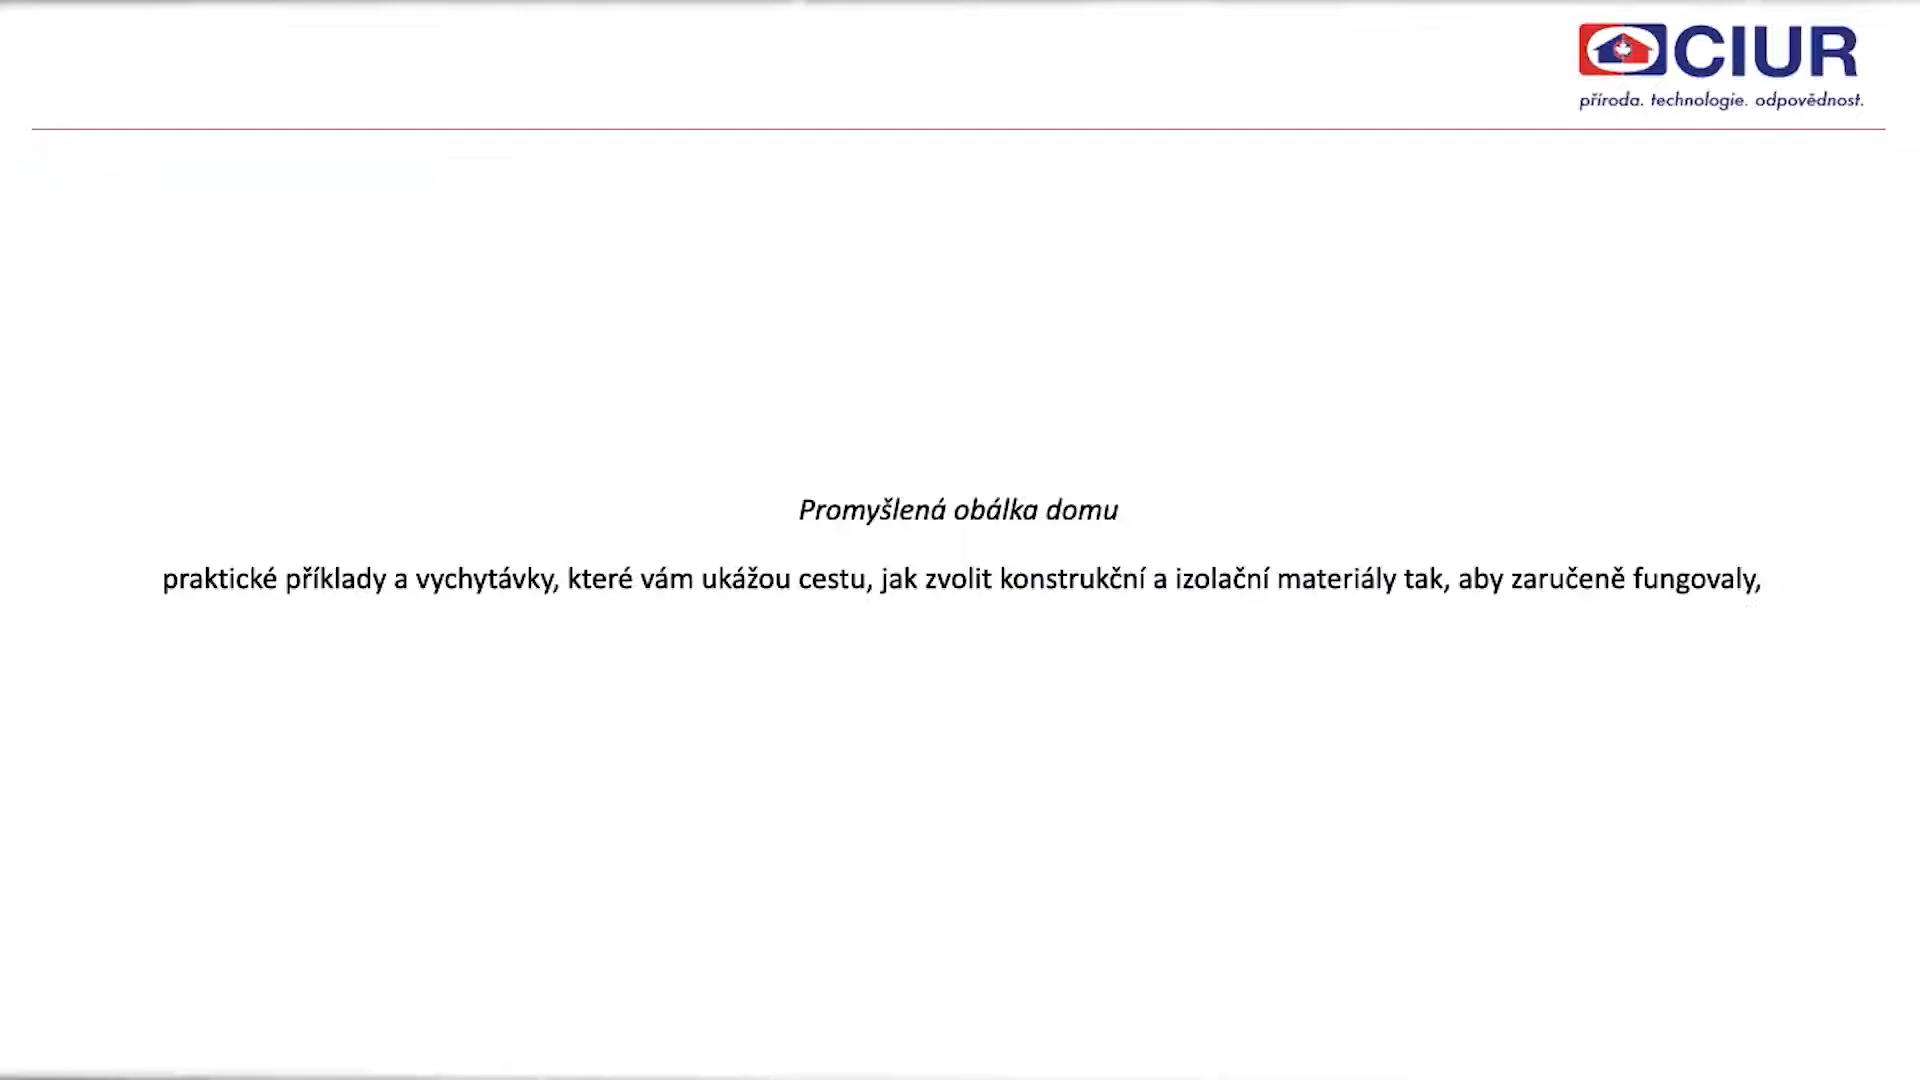 CIUR
příroda. technologie. odpovědnost.
Promyšlená obálka domu
praktické příklady a vychytávky, které vám ukážou cestu, jak zvolit konstrukční a izolační materiály tak, aby zaručeně fungovaly,